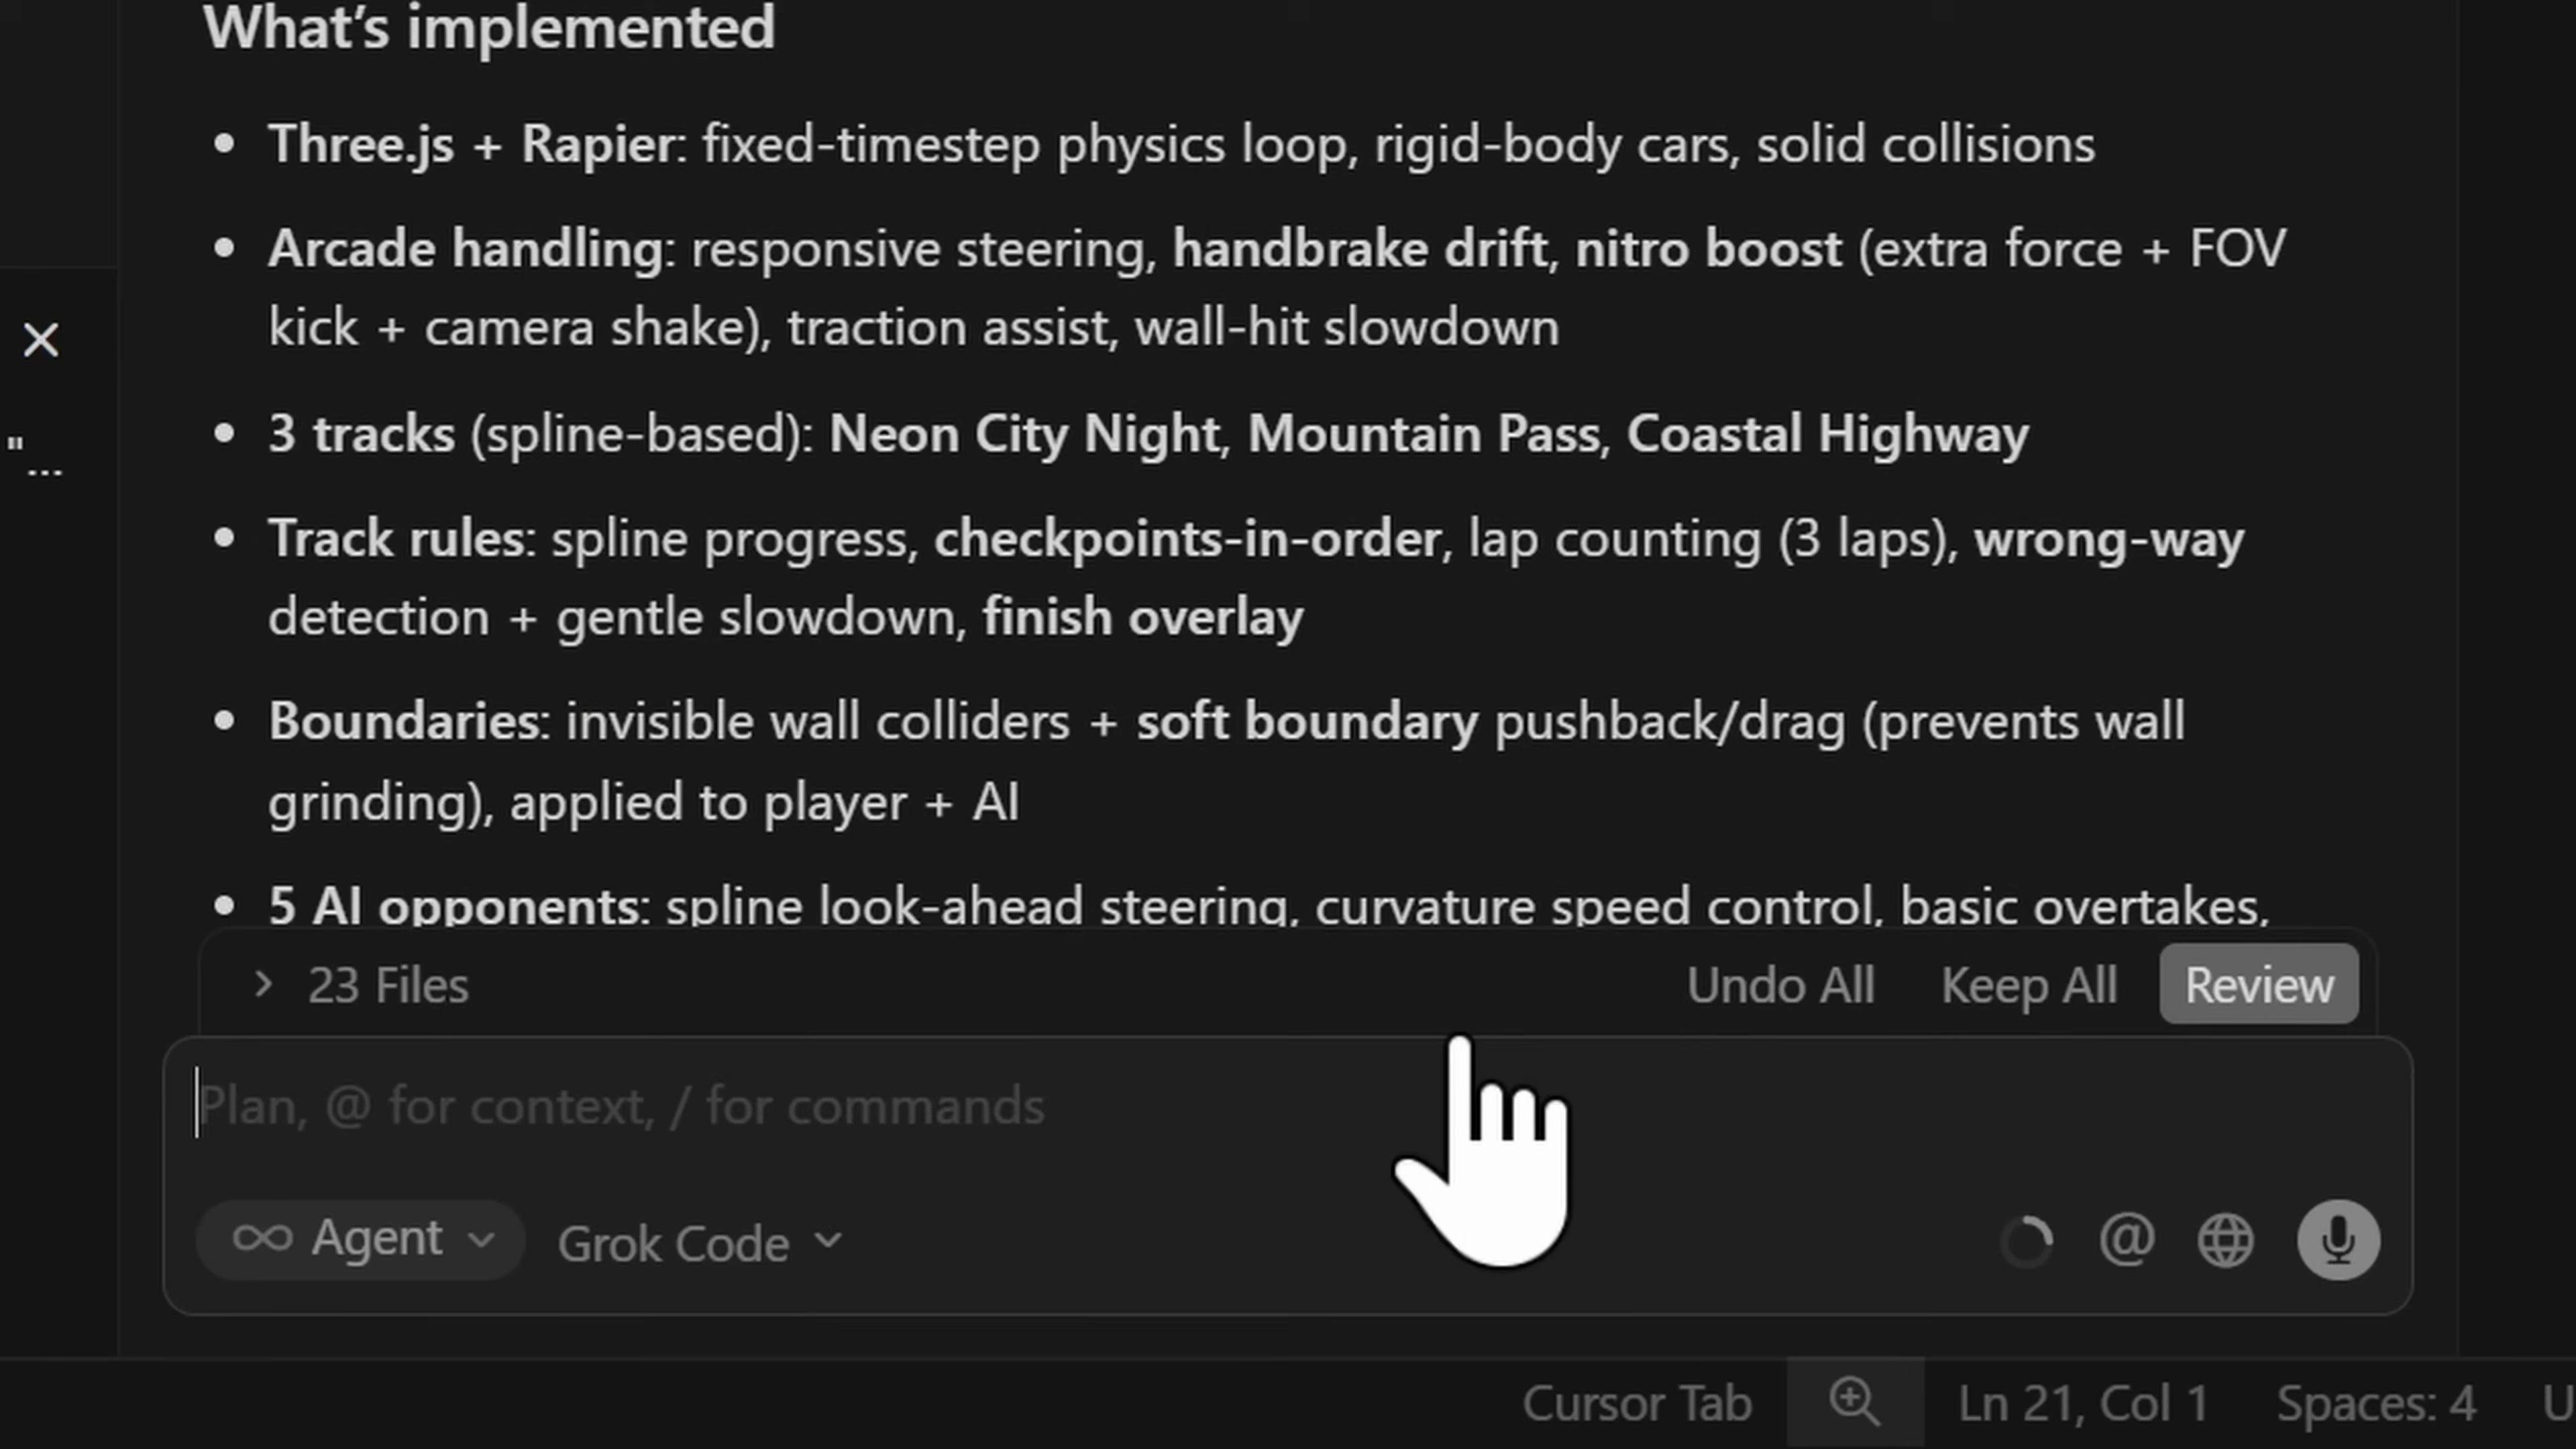 What's implemented
• Three.js + Rapier: fixed-timestep physics loop, rigid-body cars, solid collisions
• Arcade handling: responsive steering, handbrake drift, nitro boost (extra force + FOV
kick + camera shake), traction assist, wall-hit slowdown
• 3 tracks (spline-based): Neon City Night, Mountain Pass, Coastal Highway
• Track rules: spline progress, checkpoints-in-order, lap counting (3 laps), wrong-way
detection + gentle slowdown, finish overlay
• Boundaries: invisible wall colliders + soft boundary pushback/drag (prevents wall
grinding), applied to player + AI
"...
• 5 AI opponents: spline look-ahead steering, curvature speed control, basic overtakes,
> 23 Files Undo All Keep All Review
Plan, @ for context, / for commands
Agent Grok Code @
Cursor Tab Ln 21, Col 1 Spaces: 4 U